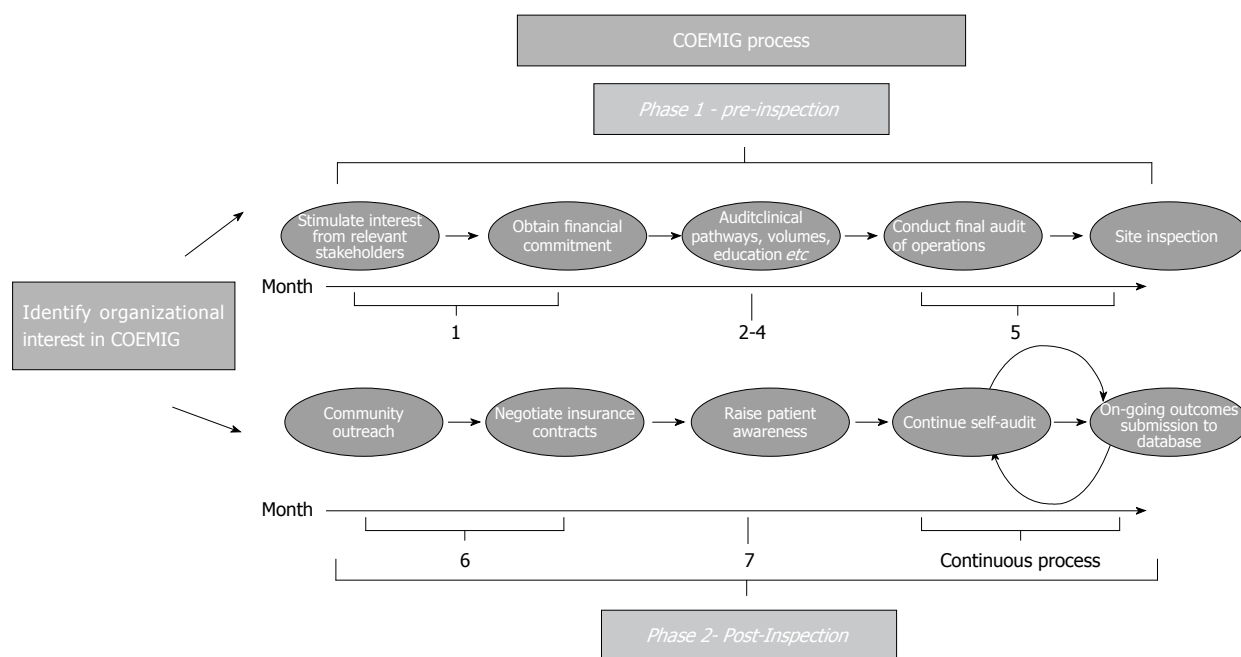 COEMIG process
Phase 1 - pre-inspection
Stimulate interest
from relevant
stakeholders
Obtain financial
commitment
Auditclinical
pathways, volumes,
education etc
Conduct final audit
of operations
Site inspection
Month
1
2-4
5
Identify organizational
interest in COEMIG
Community
outreach
Negotiate insurance
contracts
Raise patient
awareness
Continue self-audit
On-going outcomes
submission to
database
Month
6
7
Continuous process
Phase 2- Post-Inspection